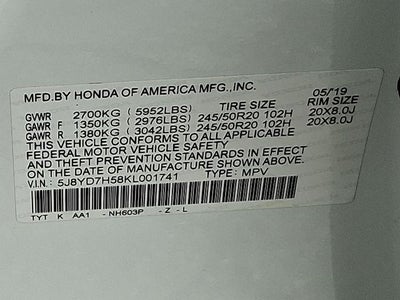 MFD.BY HONDA OF AMERICA MFG.,INC.
05/'19
GVWR 2700KG (5952LBS) TIRE SIZE RIM SIZE
GAWR F 1350KG (2976LBS) 245/50R20 102H 20X8.0J
GAWR R 1380KG (3042LBS) 245/50R20 102H 20X8.0J
THIS VEHICLE CONFORMS TO ALL APPLICABLE
FEDERAL MOTOR VEHICLE SAFETY
AND THEFT PREVENTION STANDARDS IN EFFECT
ON THE DATE OF MANUFACTURE SHOWN ABOVE.
V.I.N.: 5J8YD7H58KL001741 TYPE: MPV
TYT K AA1 - NH603P - Z - L